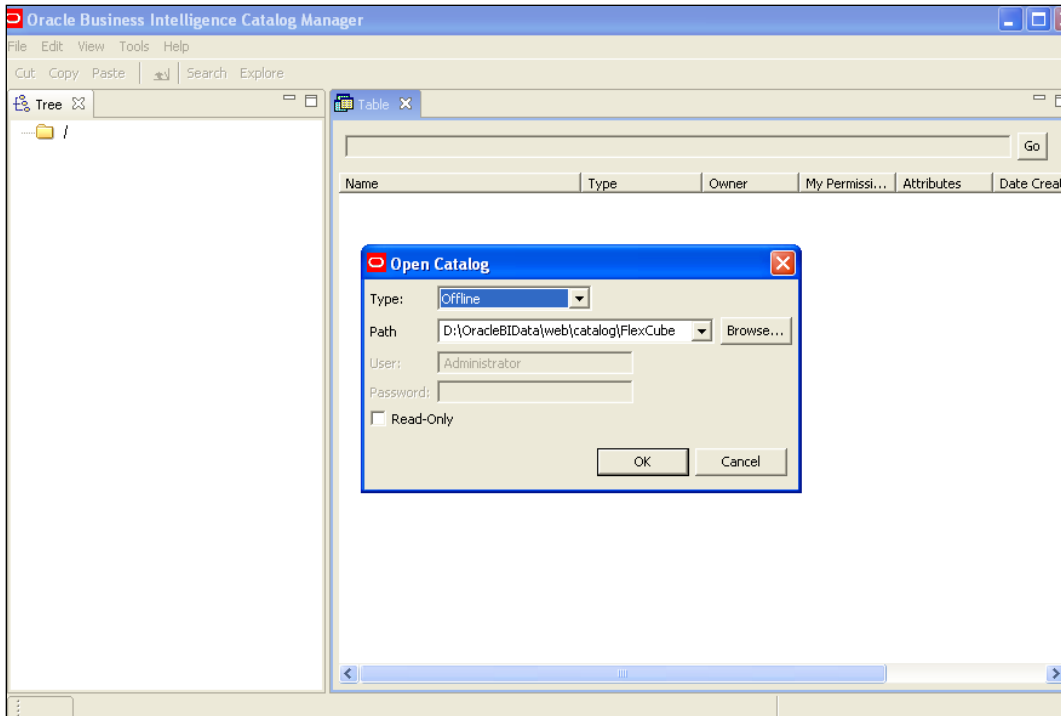 Oracle Business Intelligence Catalog Manager
File Edit View Tools Help
Cut Copy Paste Search Explore
Tree
Table
/
Go
Name Type Owner My Permissi... Attributes Date Creat
Open Catalog
Type: Offline
Path D:\OracleBIData\web\catalog\FlexCube Browse...
User: Administrator
Password:
Read-Only
OK Cancel